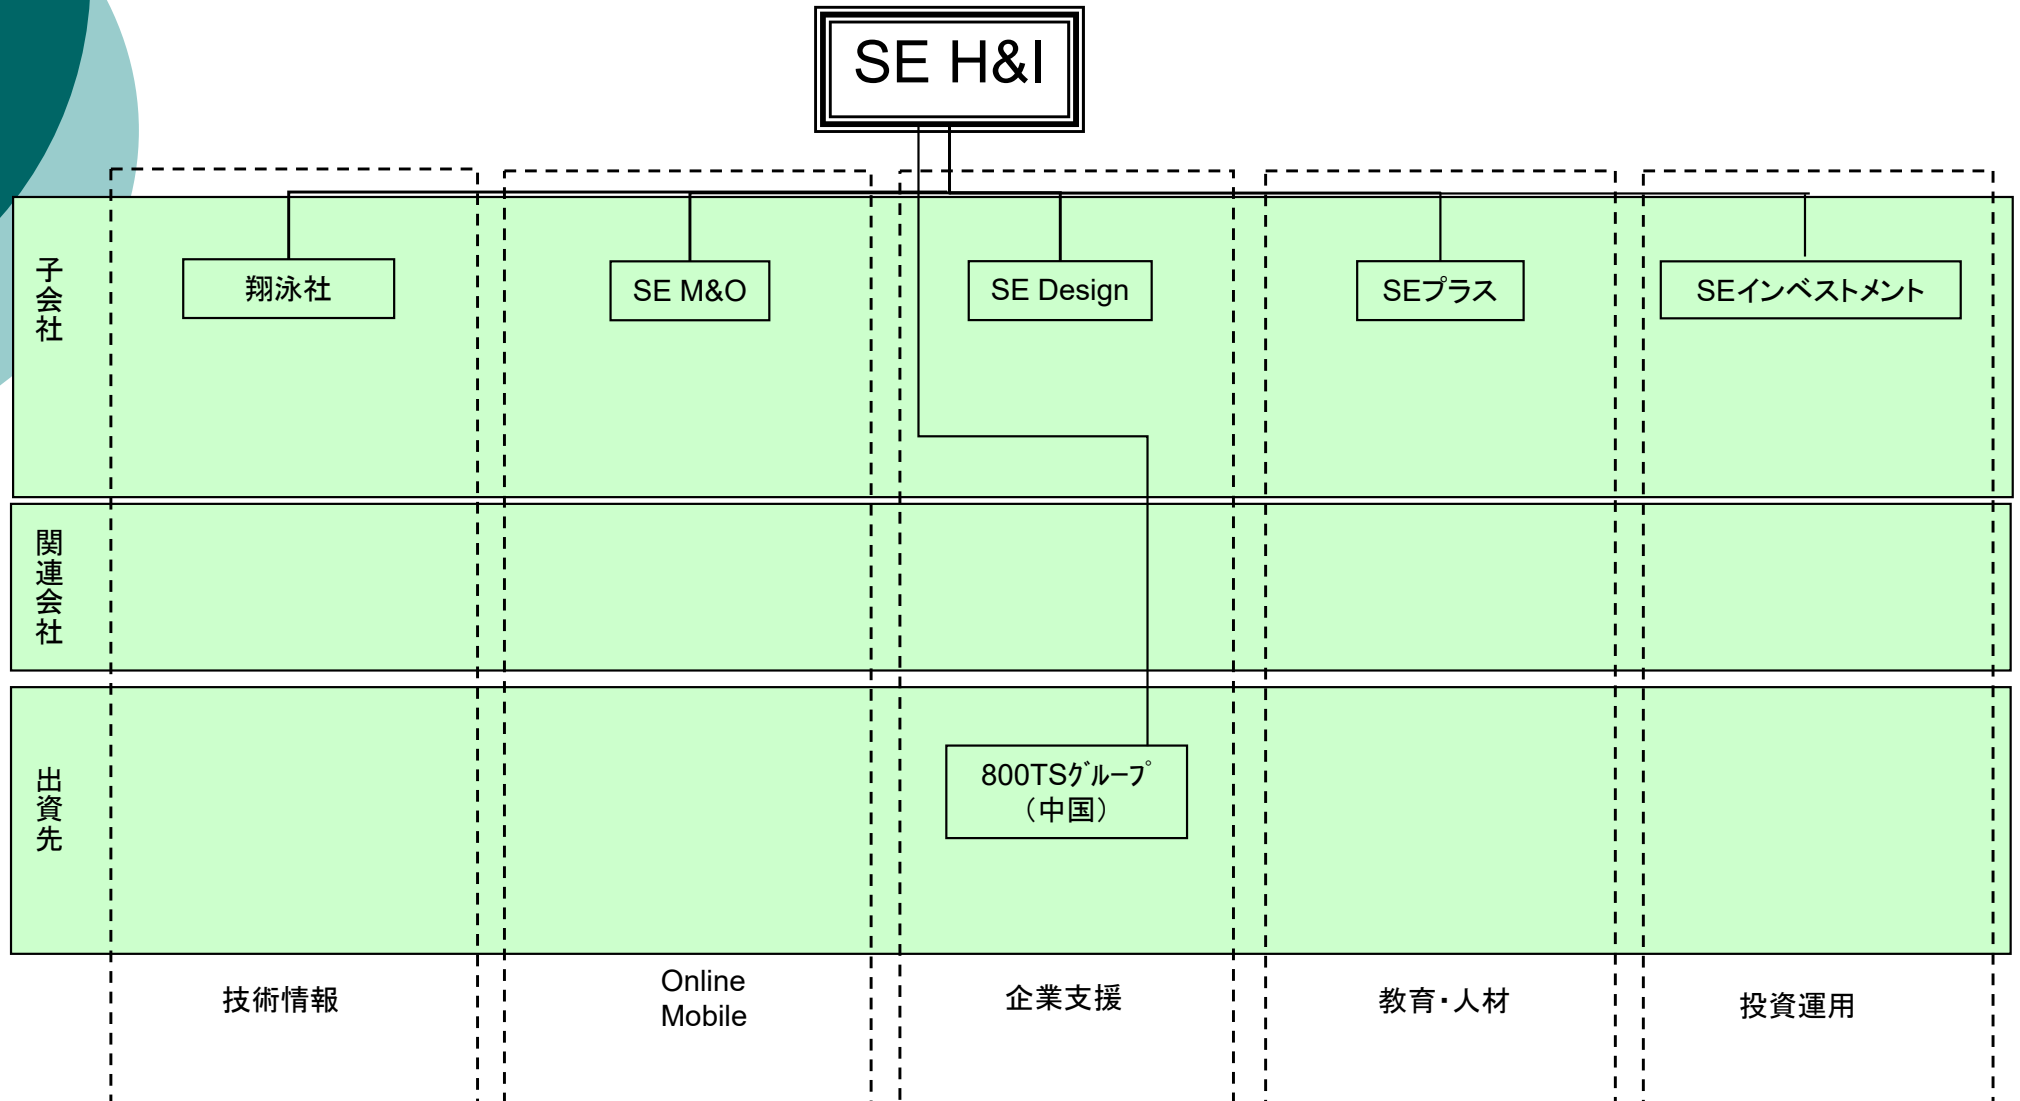 SE H&I
子会社
翔泳社
SE M&O
SE Design
SEプラス
SEインベストメント
関連会社
出資先
800TSｸﾞﾙｰﾌﾟ
（中国）
技術情報
Online
Mobile
企業支援
教育・人材
投資運用